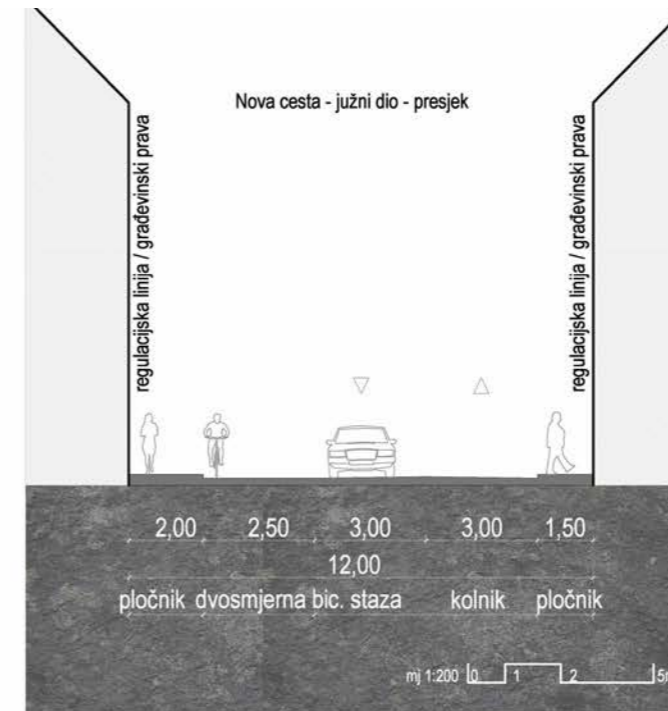 Nova cesta - južni dio - presjek
regulacijska linija / građevinski prava
regulacijska linija / građevinski prava
2,00 2,50 3,00 3,00 1,50
12,00
pločnik dvosmjerna bic. staza kolnik pločnik
mj 1:200 0 1 2 5m